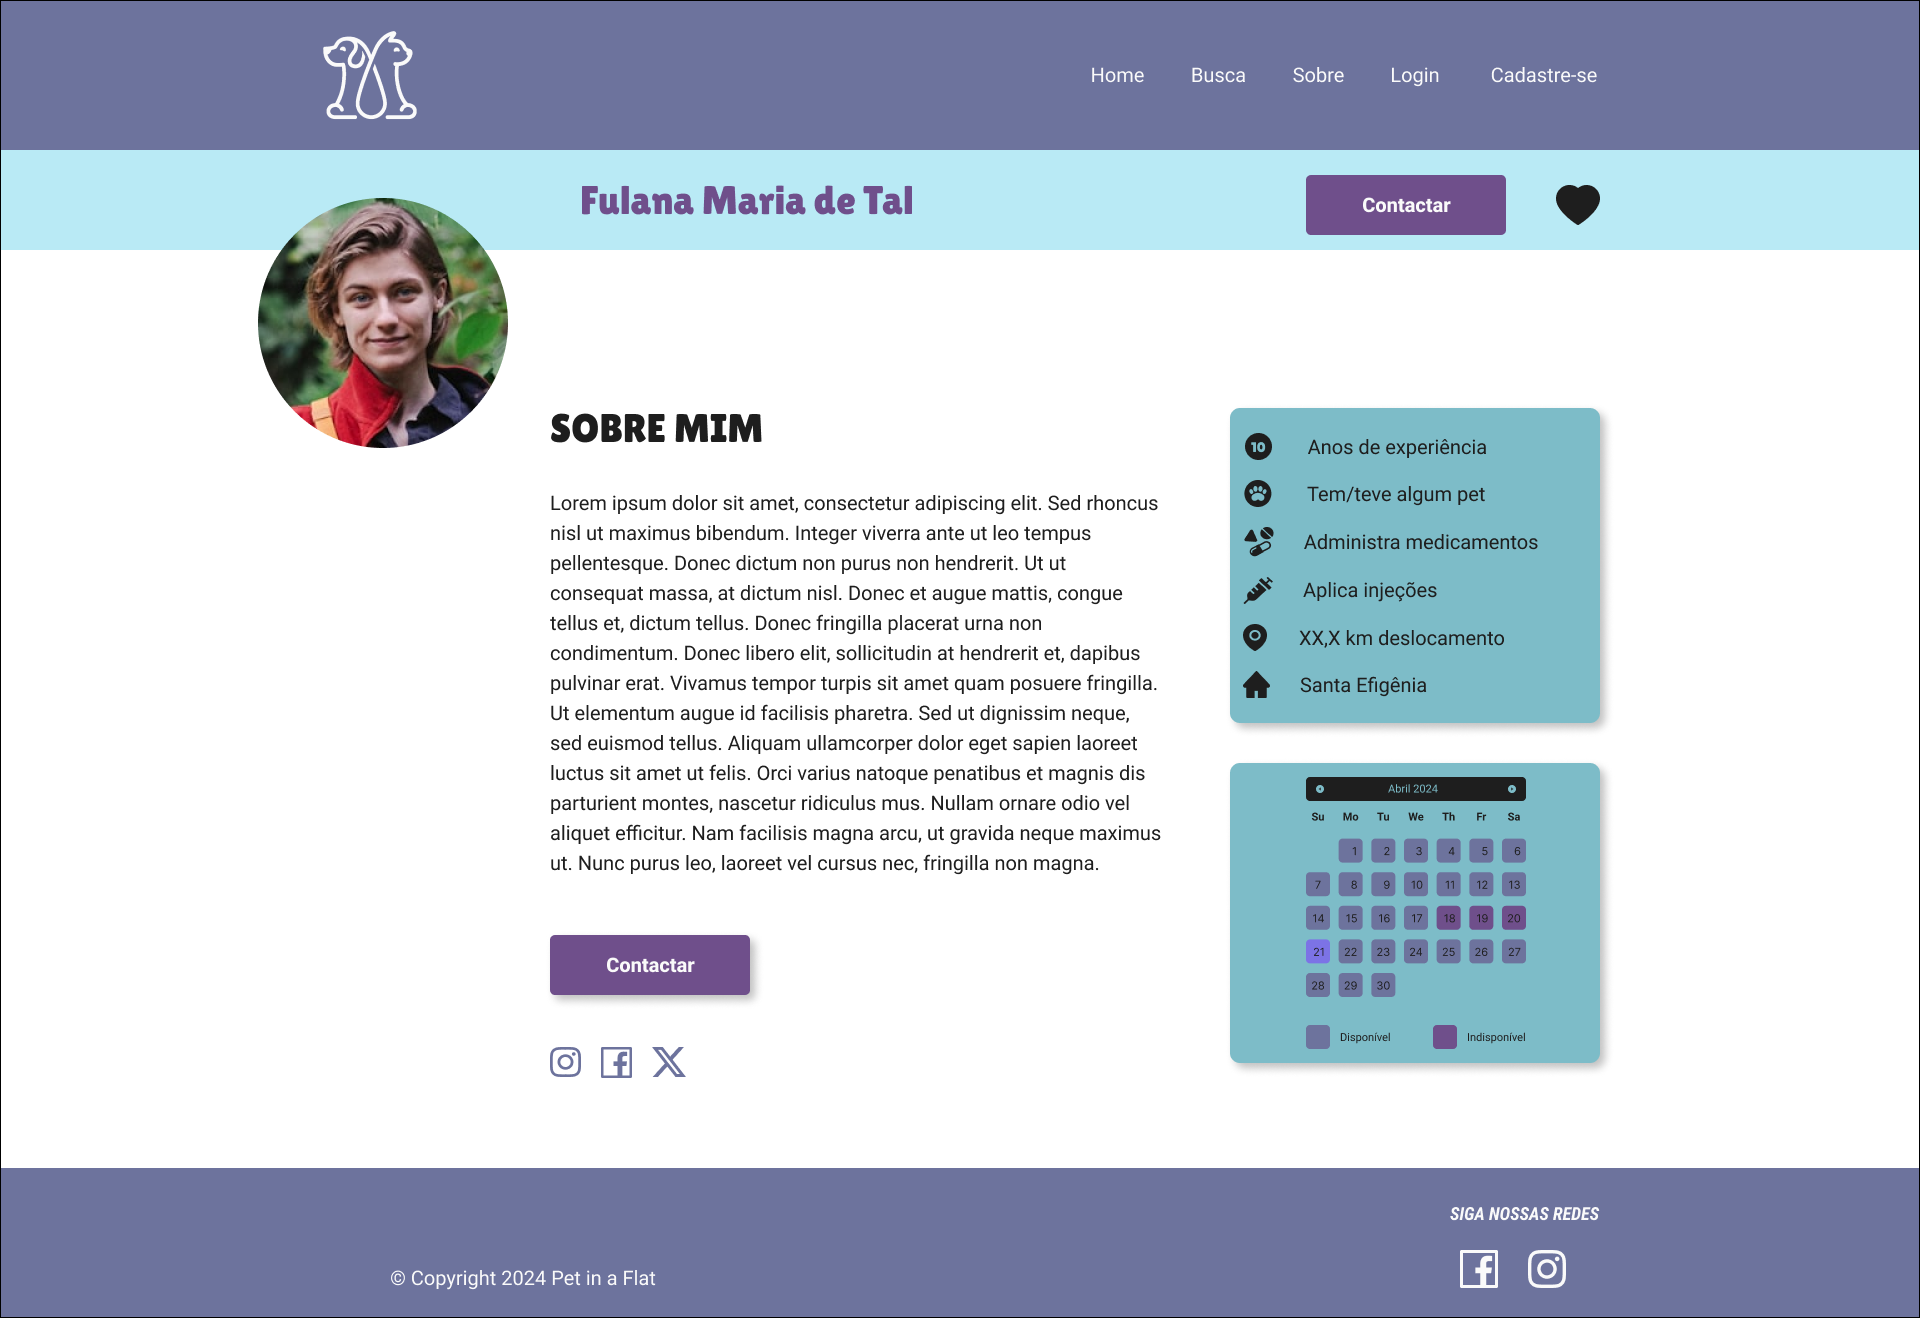 Home Busca Sobre Login Cadastre-se
Fulana Maria de Tal
Contactar
SOBRE MIM
Lorem ipsum dolor sit amet, consectetur adipiscing elit. Sed rhoncus
nisl ut maximus bibendum. Integer viverra ante ut leo tempus
pellentesque. Donec dictum non purus non hendrerit. Ut ut
consequat massa, at dictum nisl. Donec et augue mattis, congue
tellus et, dictum tellus. Donec fringilla placerat urna non
condimentum. Donec libero elit, sollicitudin at hendrerit et, dapibus
pulvinar erat. Vivamus tempor turpis sit amet quam posuere fringilla.
Ut elementum augue id facilisis pharetra. Sed ut dignissim neque,
sed euismod tellus. Aliquam ullamcorper dolor eget sapien laoreet
luctus sit amet ut felis. Orci varius natoque penatibus et magnis dis
parturient montes, nascetur ridiculus mus. Nullam ornare odio vel
aliquet efficitur. Nam facilisis magna arcu, ut gravida neque maximus
ut. Nunc purus leo, laoreet vel cursus nec, fringilla non magna.
Contactar
10 Anos de experiência
Tem/teve algum pet
Administra medicamentos
Aplica injeções
XX,X km deslocamento
Santa Efigênia
Abril 2024
Su Mo Tu We Th Fr Sa
1 2 3 4 5 6
7 8 9 10 11 12 13
14 15 16 17 18 19 20
21 22 23 24 25 26 27
28 29 30
Disponível Indisponível
SIGA NOSSAS REDES
© Copyright 2024 Pet in a Flat